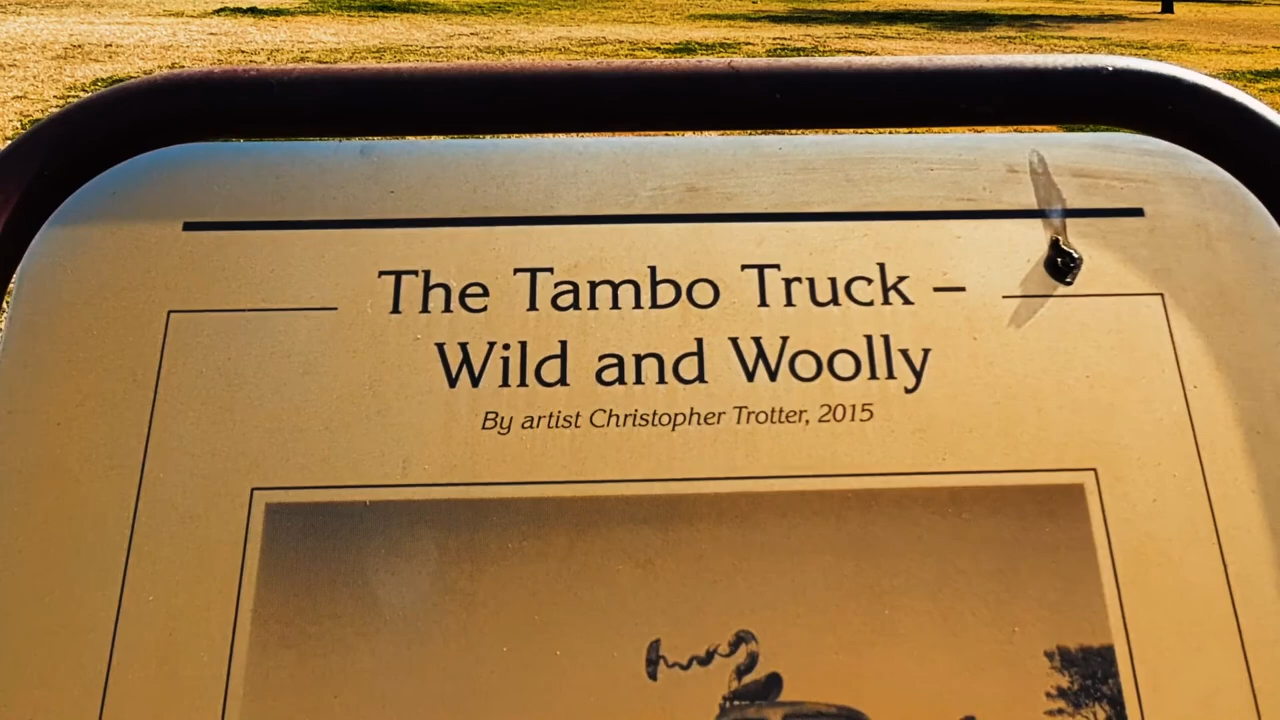 The Tambo Truck –
Wild and Woolly
By artist Christopher Trotter, 2015